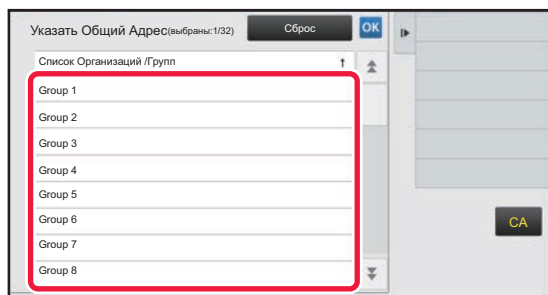 Указать Общий Адрес(выбраны:1/32)
Сброс
OK
Список Организаций /Групп
Group 1
Group 2
Group 3
Group 4
Group 5
Group 6
Group 7
Group 8
CA